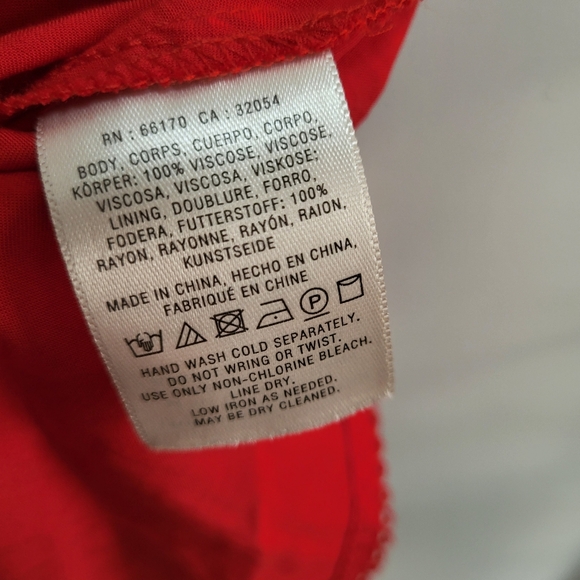 RN : 66170 CA : 32054
BODY, CORPS, CUERPO, CORPO,
KÖRPER: 100% VISCOSE, VISCOSE,
VISCOSA, VISCOSA, VISKOSE;
LINING, DOUBLURE, FORRO,
FODERA, FUTTERSTOFF: 100%
RAYON, RAYONNE, RAYÓN, RAION,
KUNSTSEIDE
MADE IN CHINA, HECHO EN CHINA,
FABRIQUÉ EN CHINE
P
HAND WASH COLD SEPARATELY.
DO NOT WRING OR TWIST.
USE ONLY NON-CHLORINE BLEACH.
LINE DRY.
LOW IRON AS NEEDED.
MAY BE DRY CLEANED.